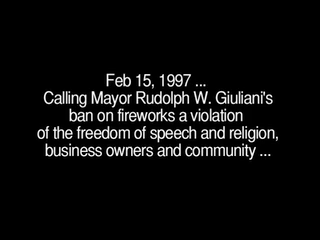 Feb 15, 1997 ...
Calling Mayor Rudolph W. Giuliani's
ban on fireworks a violation
of the freedom of speech and religion,
business owners and community ...